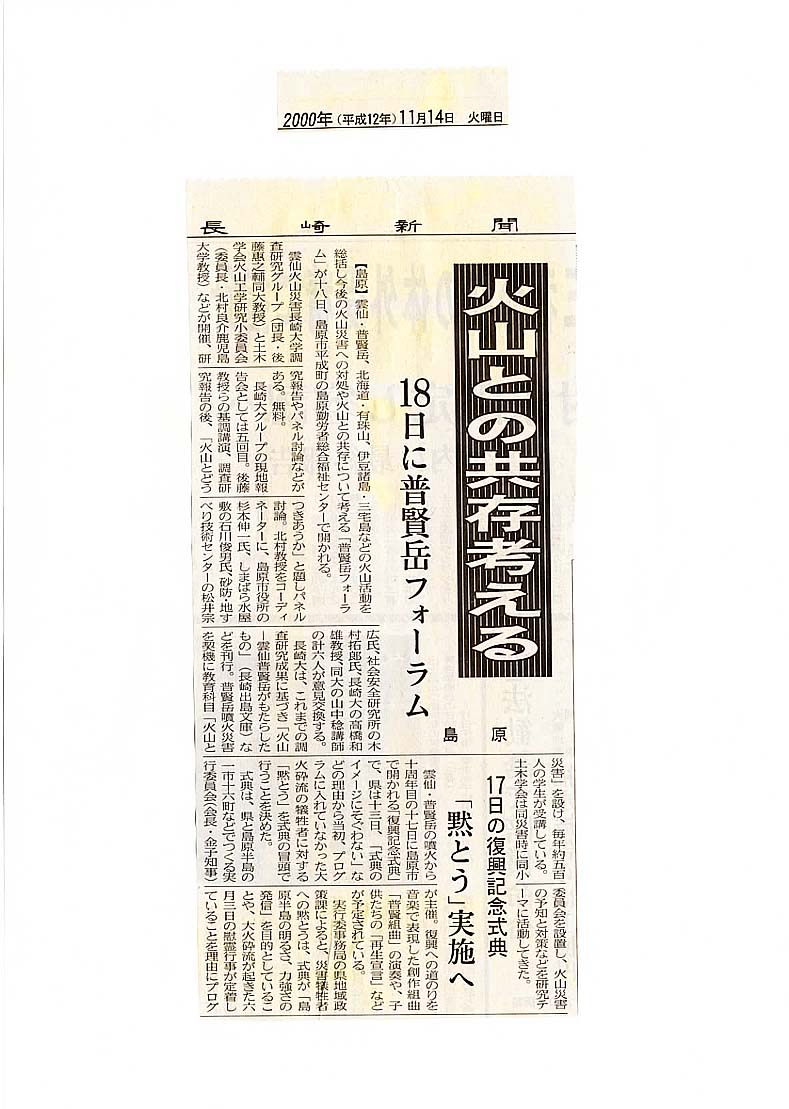 2000年(平成12年)11月14日 火曜日
長崎新聞
火山との共存考える
18日に普賢岳フォーラム
島原
【島原】雲仙・普賢岳、北海道・有珠山、伊豆諸島・三宅島などの火山活動を
総括し今後の火山災害への対処や火山との共存について考える「普賢岳フォーラ
ム」が十八日、島原市平成町の島原勤労者総合福祉センターで開かれる。
雲仙火山災害長崎大学調
査研究グループ(団長・後
藤惠之輔同大教授)と土木
学会火山工学研究小委員会
(委員長・北村良介鹿児島
大学教授)などが開催、研
究報告やパネル討論などが
ある。無料。
長崎大グループの現地報
告会としては五回目。後藤
教授らの基調講演、調査研
究報告の後、「火山とどう
つきあうか」と題しパネル
討論。北村教授をコーディ
ネーターに、島原市役所の
杉本伸一氏、しまばら水屋
敷の石川俊男氏、砂防・地す
べり技術センターの松井宗
広氏、社会安全研究所の木
村拓郎氏、長崎大の高橋和
雄教授、同大の山中稔講師
の計六人が意見交換する。
長崎大は、これまでの調
査研究成果に基づき「火山
―雲仙普賢岳がもたらした
もの」(長崎出島文庫)な
どを刊行。普賢岳噴火災害
を契機に教育科目「火山と
災害」を設け、毎年約五百
人の学生が受講している。
土木学会は同災害時に同小
委員会を設置し、火山災害
の予知と対策などを研究テ
ーマに活動してきた。
17日の復興記念式典
「黙とう」実施へ
雲仙・普賢岳の噴火から
十周年目の十七日に島原市
で開かれる「復興記念式典」
で、県は十三日、「式典の
イメージにそぐわない」な
どの理由から当初、プログ
ラムに入れていなかった大
火砕流の犠牲者に対する
「黙とう」を式典の冒頭で
行うことを決めた。
式典は、県と島原半島の
一市十六町などでつくる実
行委員会(会長・金子知事)
が主催。復興への道のりを
音楽で表現した創作組曲
「普賢組曲」の演奏や、子
供たちの「再生宣言」など
が予定されている。
実行委事務局の県地域政
策課によると、災害犠牲者
への黙とうは、式典が「島
原半島の明るさ、力強さの
発信」を目的としているこ
とや、大火砕流が起きた六
月三日の慰霊行事が定着し
ていることを理由にプログ